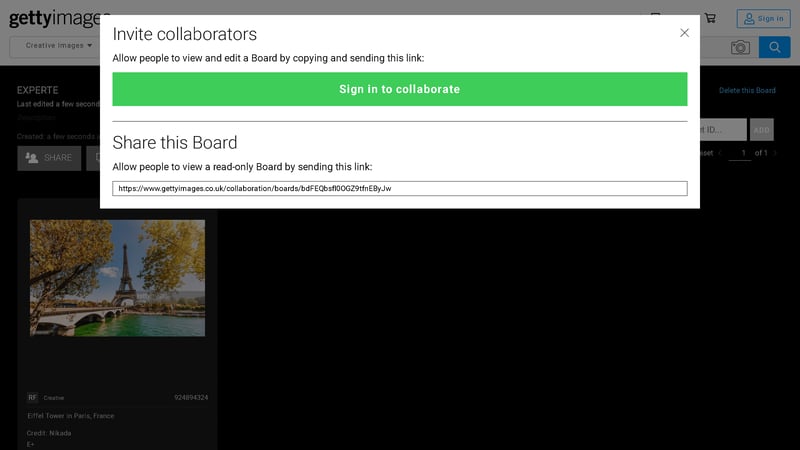 gettyimages
Sign in
Creative Images
Invite collaborators
Allow people to view and edit a Board by copying and sending this link:
Sign in to collaborate
Share this Board
Allow people to view a read-only Board by sending this link:
https://www.gettyimages.co.uk/collaboration/boards/bdFEQbsfl0OGZ9tfnEByJw
EXPERTE
Last edited a few second
Delete this Board
Description
Created: a few seconds a
t ID...
ADD
SHARE
eset
1
of 1
RF
Creative
924894324
Eiffel Tower in Paris, France
Credit: Nikada
E+